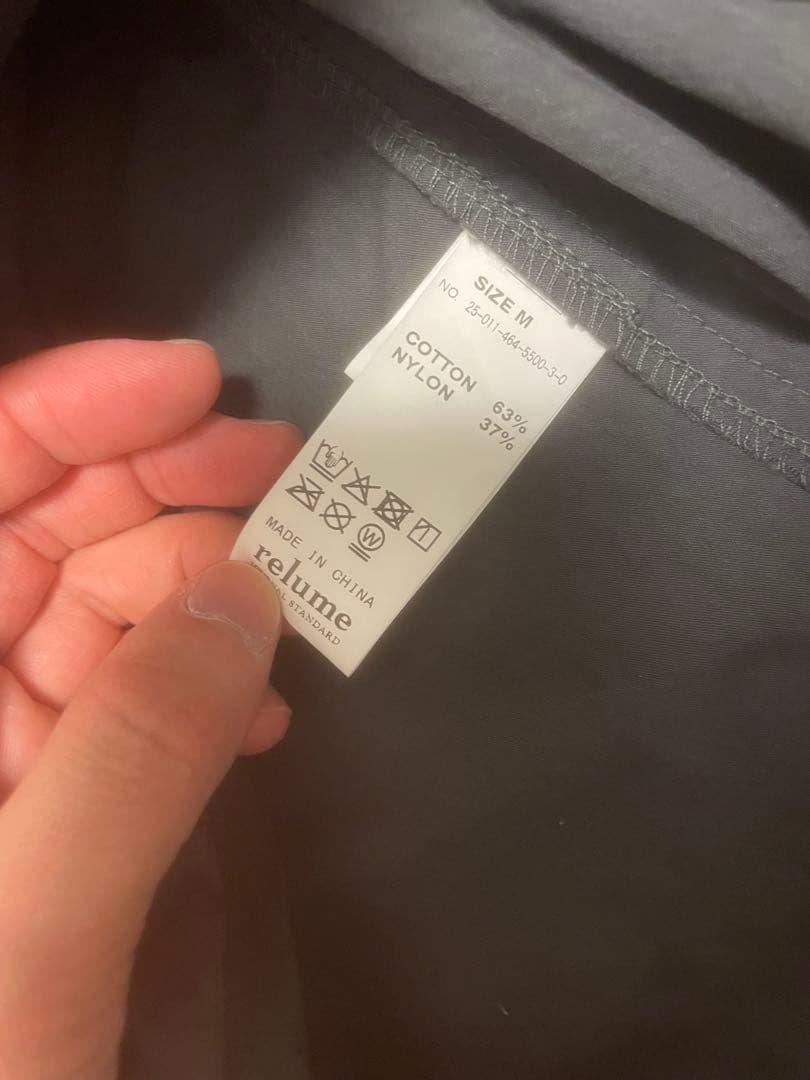 SIZE M
NO. 25-011-464-5500-3-0
COTTON 63%
NYLON 37%
W
MADE IN CHINA
relume
STANDARD